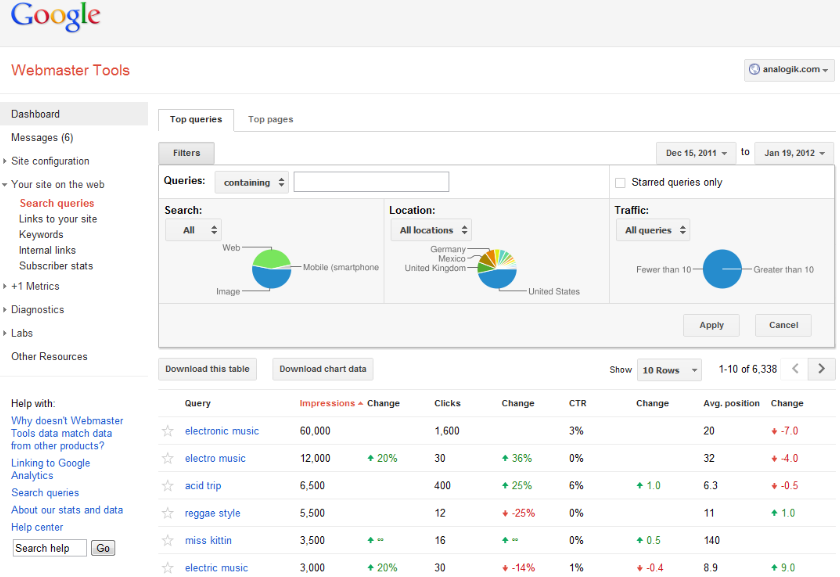 Google
Webmaster Tools
analogik.com
Dashboard
Messages (6)
Site configuration
Your site on the web
Search queries
Links to your site
Keywords
Internal links
Subscriber stats
+1 Metrics
Diagnostics
Labs
Other Resources
Help with:
Why doesn't Webmaster
Tools data match data
from other products?
Linking to Google
Analytics
Search queries
About our stats and data
Help center
Search help Go
Top queries Top pages
Filters Dec 15, 2011 to Jan 19, 2012
Queries: containing Starred queries only
Search: Location: Traffic:
All All locations All queries
Web Mobile (smartphone Image
Germany
Mexico
United Kingdom
United States
Fewer than 10 Greater than 10
Apply Cancel
Download this table Download chart data Show 10 Rows 1-10 of 6,338
Query Impressions Change Clicks Change CTR Change Avg. position Change
electronic music 60,000 1,600 3% 20 -7.0
electro music 12,000 20% 30 36% 0% 32 -4.0
acid trip 6,500 400 25% 6% 1.0 6.3 -0.5
reggae style 5,500 12 -25% 0% 11 1.0
miss kittin 3,500 ∞ 16 ∞ 0% 0.5 140
electric music 3,000 20% 30 -14% 1% -0.4 8.9 9.0